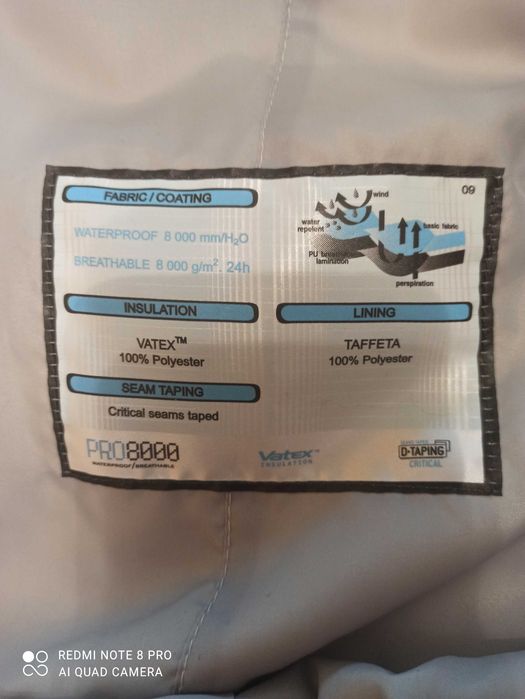 FABRIC / COATING
09
WATERPROOF 8 000 mm/H₂O
BREATHABLE 8 000 g/m². 24h
wind
water
repelent
basic fabric
PU
lamination
perspiration
INSULATION
VATEX™
100% Polyester
LINING
TAFFETA
100% Polyester
SEAM TAPING
Critical seams taped
PRO8000
WATERPROOF/BREATHABLE
Vatex™
INSULATION
D-TAPING
CRITICAL
REDMI NOTE 8 PRO
AI QUAD CAMERA